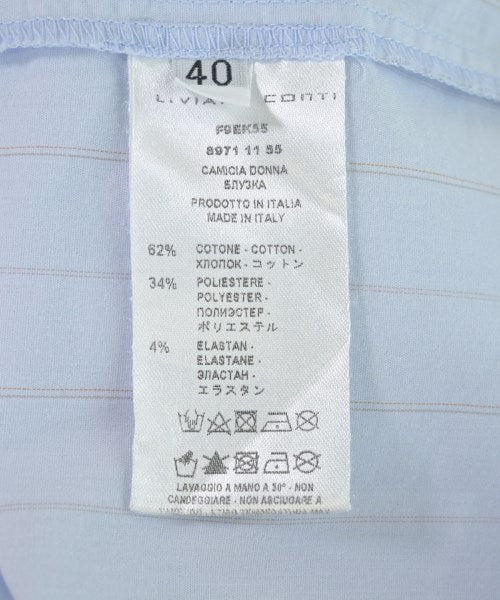 40
F9EK55
8971 11 55
CAMICIA DONNA
БЛУЗКА
PRODOTTO IN ITALY
MADE IN ITALY
62% COTONE - COTTON -
ХЛОПОК - コットン
34% POLIESTERE -
POLYESTER -
ПОЛИЭСТЕР -
ポリエステル
4% ELASTAN -
ELASTANE -
ЭЛАСТАН -
エラスタン
LAVAGGIO A MANO A 30° - NON
CANDEGGIARE - NON ASCIUGARE A